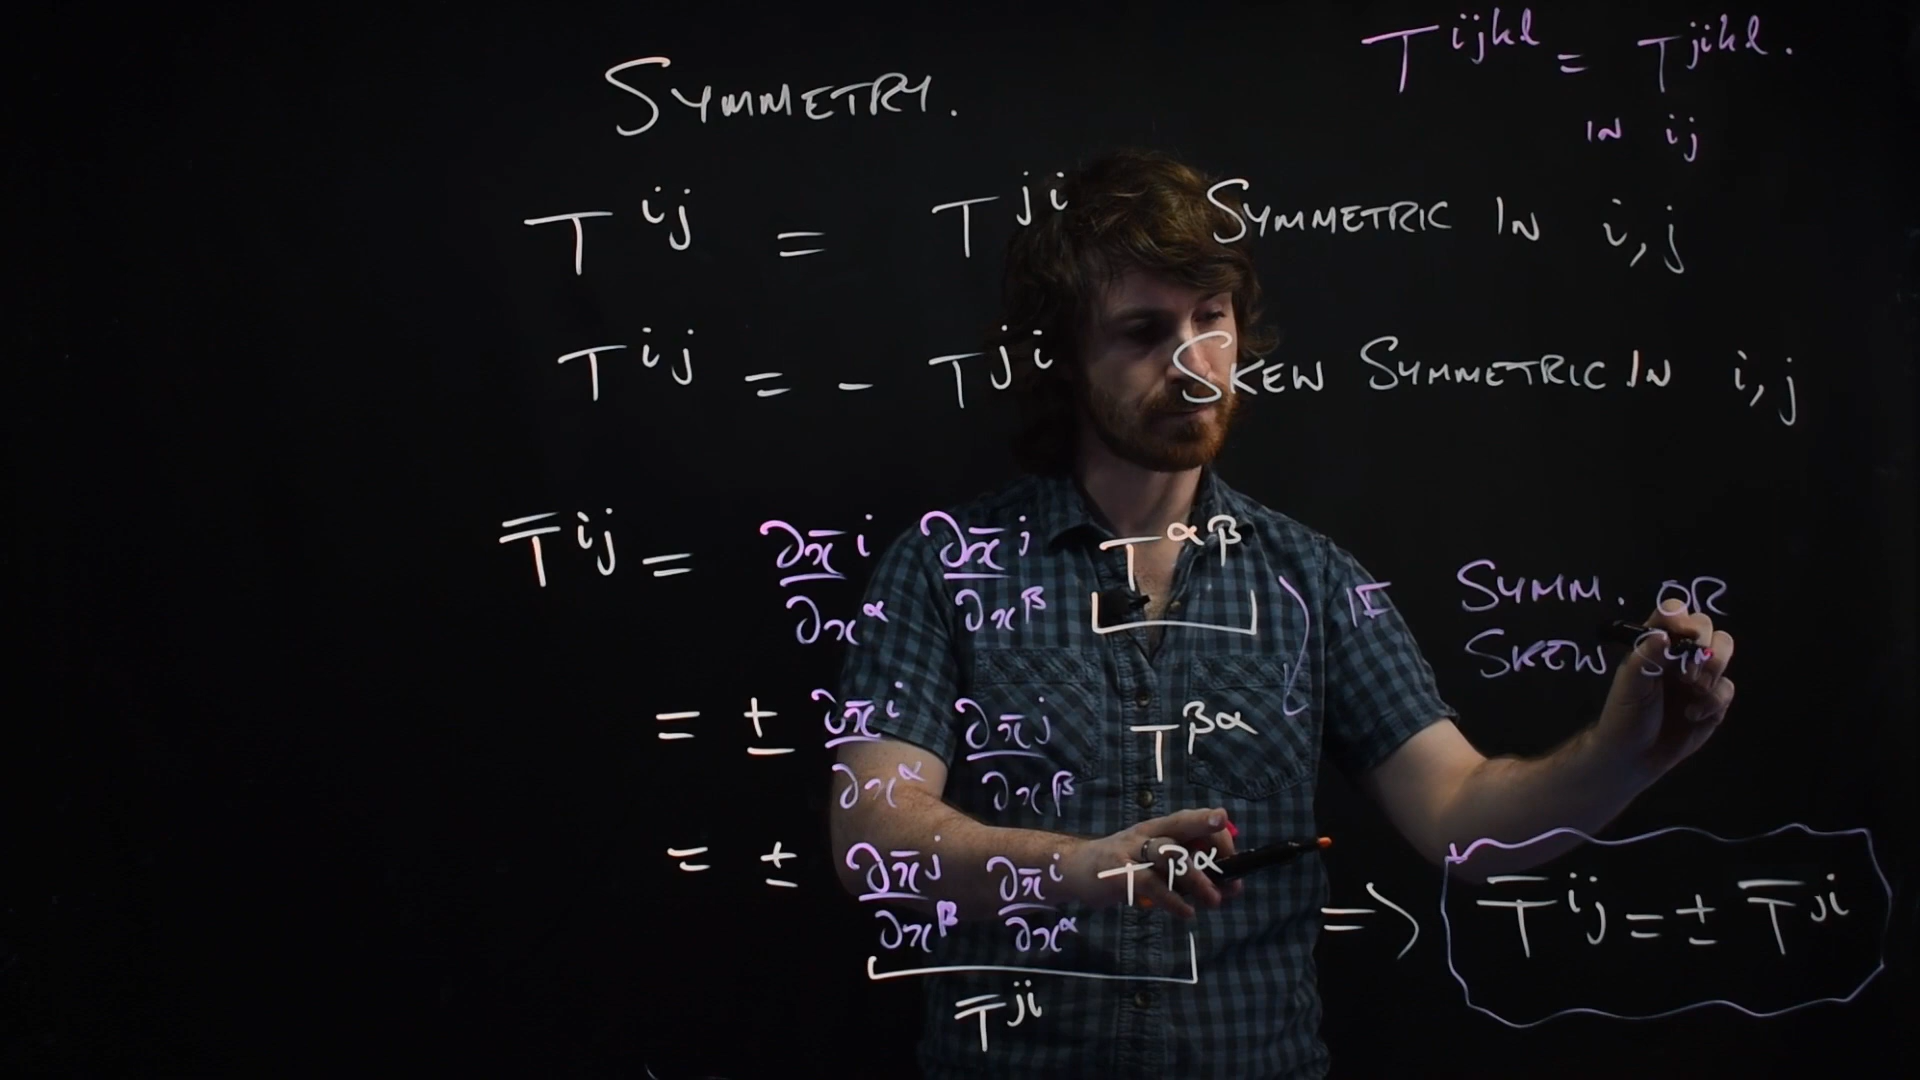 T^{ijkl} = T^{jikl}.
IN ij
SYMMETRY.
T^{ij} = T^{ji} SYMMETRIC IN i,j
T^{ij} = - T^{ji} SKEW SYMMETRIC IN i,j
T̅^{ij} = ∂x̅^i/∂x^α ∂x̅^j/∂x^β T^{αβ} IF SYMM. OR
SKEW SYM
= ± ∂x̅^i/∂x^α ∂x̅^j/∂x^β T^{βα}
= ± ∂x̅^j/∂x^β ∂x̅^i/∂x^α T^{βα} => T̅^{ij} = ± T̅^{ji}
T̅^{ji}